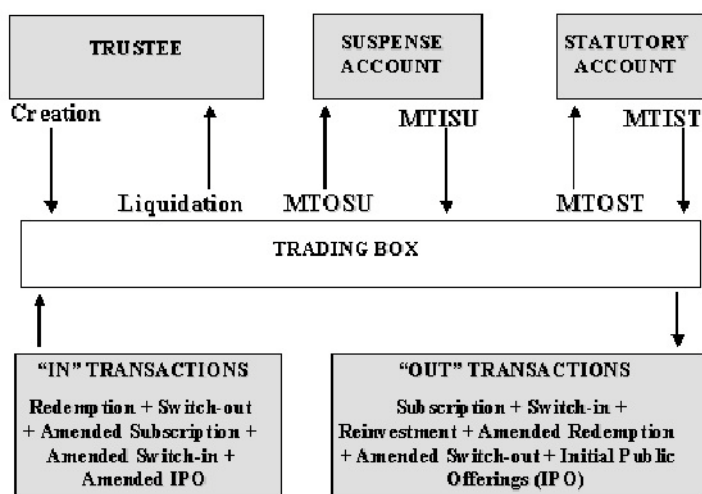 TRUSTEE
SUSPENSE
ACCOUNT
STATUTORY
ACCOUNT
Creation
MTISU
MTIST
Liquidation
MTOSU
MTOST
TRADING BOX
“IN” TRANSACTIONS
Redemption + Switch-out
+ Amended Subscription +
Amended Switch-in +
Amended IPO
“OUT” TRANSACTIONS
Subscription + Switch-in +
Reinvestment + Amended Redemption
+ Amended Switch-out + Initial Public
Offerings (IPO)